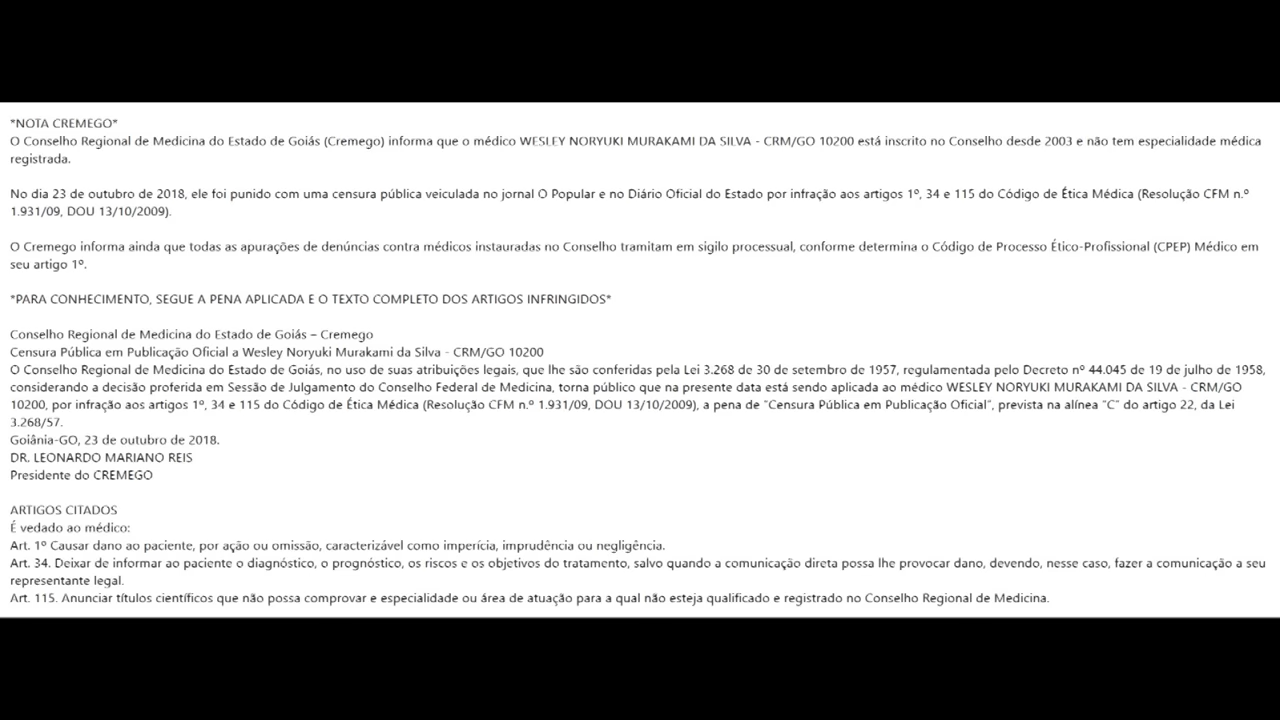 *NOTA CREMEGO*
O Conselho Regional de Medicina do Estado de Goiás (Cremego) informa que o médico WESLEY NORYUKI MURAKAMI DA SILVA - CRM/GO 10200 está inscrito no Conselho desde 2003 e não tem especialidade médica
registrada.
No dia 23 de outubro de 2018, ele foi punido com uma censura pública veiculada no jornal O Popular e no Diário Oficial do Estado por infração aos artigos 1º, 34 e 115 do Código de Ética Médica (Resolução CFM n.º
1.931/09, DOU 13/10/2009).
O Cremego informa ainda que todas as apurações de denúncias contra médicos instauradas no Conselho tramitam em sigilo processual, conforme determina o Código de Processo Ético-Profissional (CPEP) Médico em
seu artigo 1º.
*PARA CONHECIMENTO, SEGUE A PENA APLICADA E O TEXTO COMPLETO DOS ARTIGOS INFRINGIDOS*
Conselho Regional de Medicina do Estado de Goiás – Cremego
Censura Pública em Publicação Oficial a Wesley Noryuki Murakami da Silva - CRM/GO 10200
O Conselho Regional de Medicina do Estado de Goiás, no uso de suas atribuições legais, que lhe são conferidas pela Lei 3.268 de 30 de setembro de 1957, regulamentada pelo Decreto nº 44.045 de 19 de julho de 1958,
considerando a decisão proferida em Sessão de Julgamento do Conselho Federal de Medicina, torna público que na presente data está sendo aplicada ao médico WESLEY NORYUKI MURAKAMI DA SILVA - CRM/GO
10200, por infração aos artigos 1º, 34 e 115 do Código de Ética Médica (Resolução CFM n.º 1.931/09, DOU 13/10/2009), a pena de "Censura Pública em Publicação Oficial", prevista na alínea "C" do artigo 22, da Lei
3.268/57.
Goiânia-GO, 23 de outubro de 2018.
DR. LEONARDO MARIANO REIS
Presidente do CREMEGO
ARTIGOS CITADOS
É vedado ao médico:
Art. 1º Causar dano ao paciente, por ação ou omissão, caracterizável como imperícia, imprudência ou negligência.
Art. 34. Deixar de informar ao paciente o diagnóstico, o prognóstico, os riscos e os objetivos do tratamento, salvo quando a comunicação direta possa lhe provocar dano, devendo, nesse caso, fazer a comunicação a seu
representante legal.
Art. 115. Anunciar títulos científicos que não possa comprovar e especialidade ou área de atuação para a qual não esteja qualificado e registrado no Conselho Regional de Medicina.